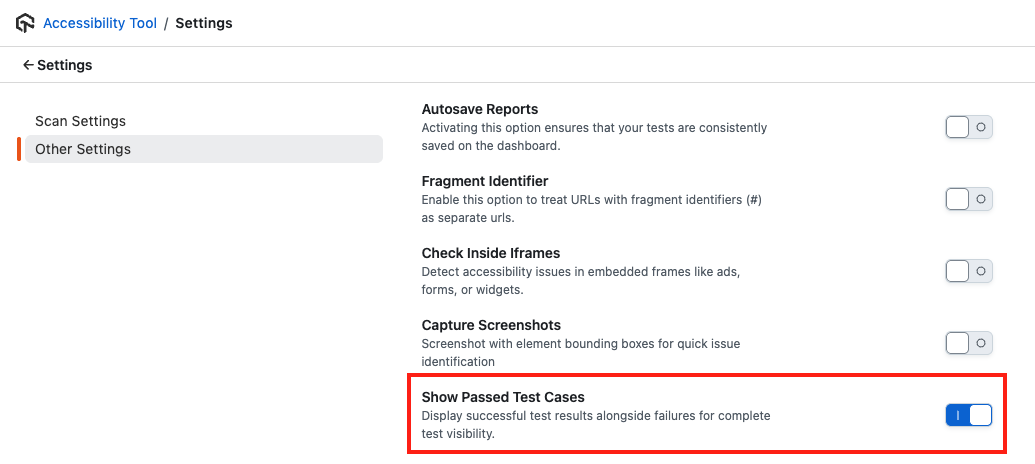 Accessibility Tool / Settings
← Settings
Scan Settings
Other Settings
Autosave Reports
Activating this option ensures that your tests are consistently
saved on the dashboard.
Fragment Identifier
Enable this option to treat URLs with fragment identifiers (#)
as separate urls.
Check Inside Iframes
Detect accessibility issues in embedded frames like ads,
forms, or widgets.
Capture Screenshots
Screenshot with element bounding boxes for quick issue
identification
Show Passed Test Cases
Display successful test results alongside failures for complete
test visibility.